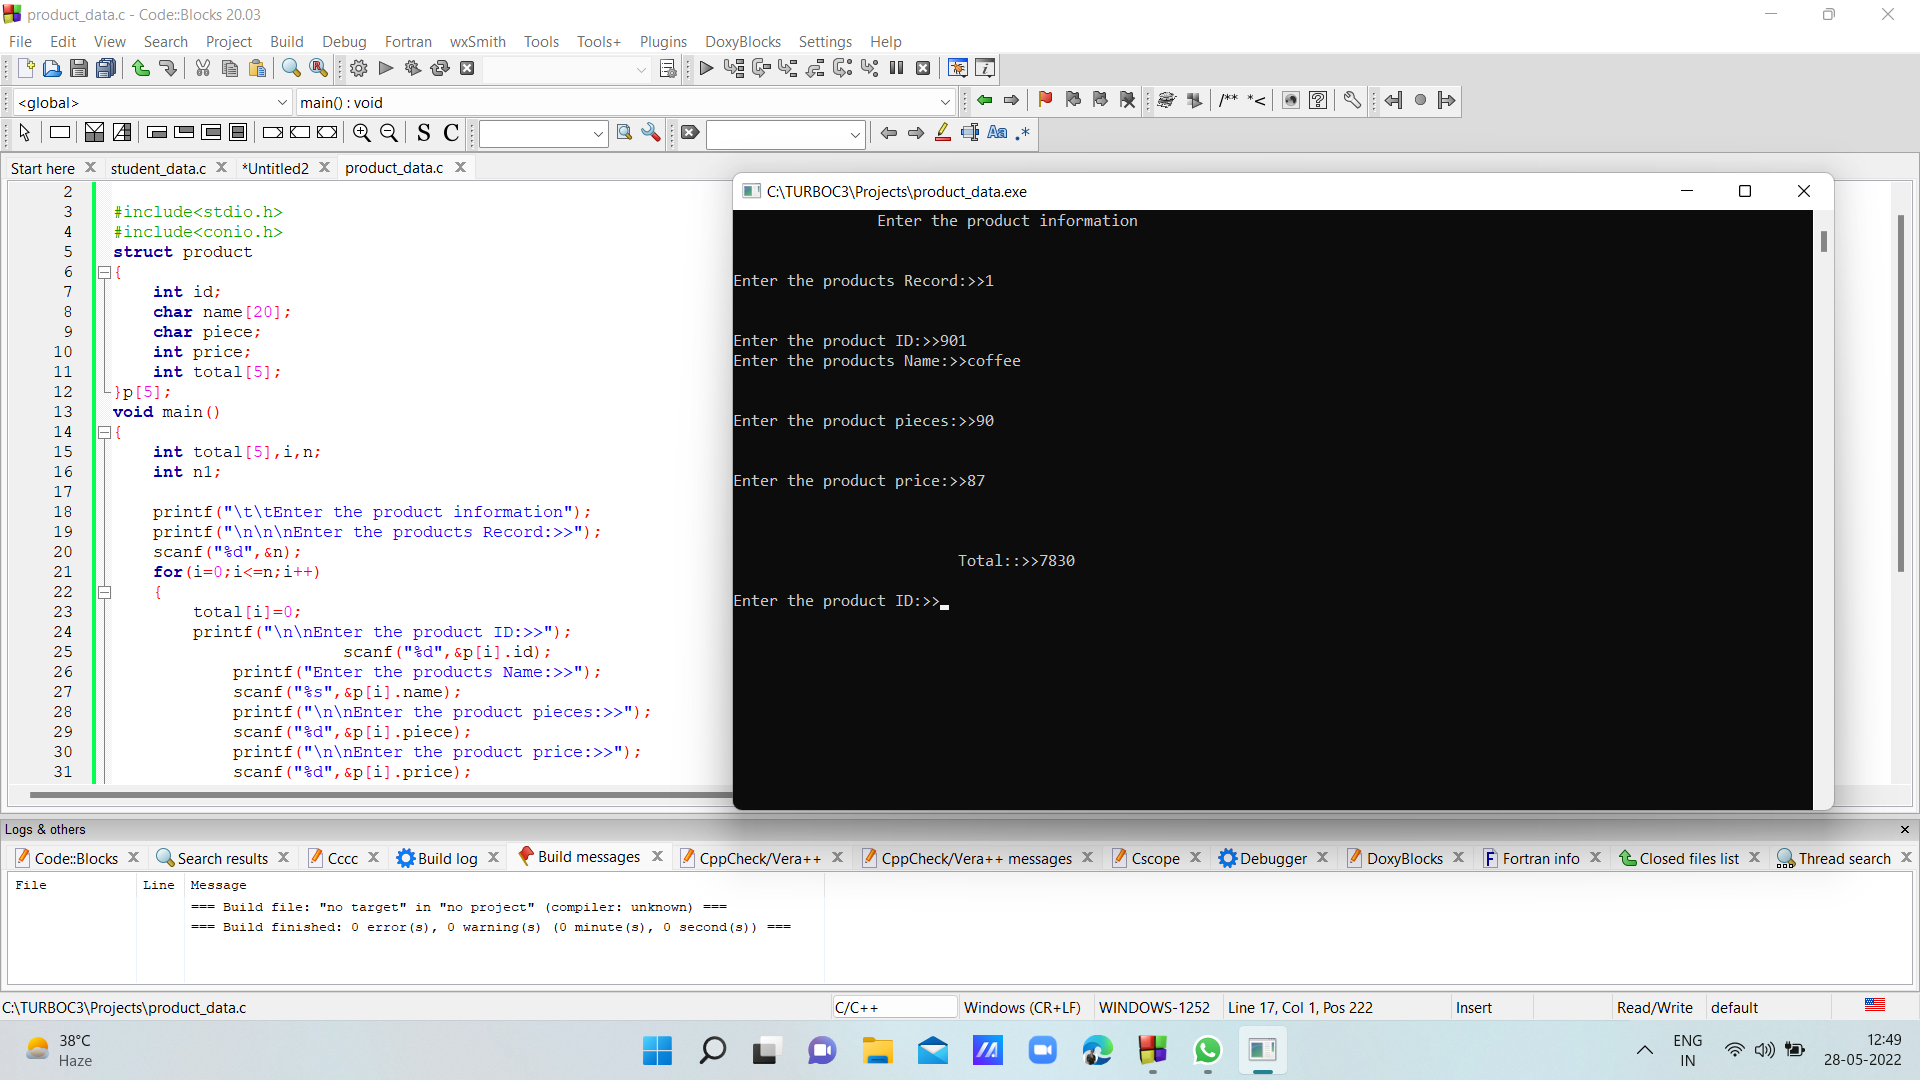 product_data.c - Code::Blocks 20.03
File Edit View Search Project Build Debug Fortran wxSmith Tools Tools+ Plugins DoxyBlocks Settings Help
<global> main() : void /** *<
S C Aa .*
Start here student_data.c *Untitled2 product_data.c
2
3 #include<stdio.h>
4 #include<conio.h>
5 struct product
6 {
7 int id;
8 char name[20];
9 char piece;
10 int price;
11 int total[5];
12 }p[5];
13 void main()
14 {
15 int total[5],i,n;
16 int n1;
17
18 printf("\t\tEnter the product information");
19 printf("\n\n\nEnter the products Record:>>");
20 scanf("%d",&n);
21 for(i=0;i<=n;i++)
22 {
23 total[i]=0;
24 printf("\n\nEnter the product ID:>>");
25 scanf("%d",&p[i].id);
26 printf("Enter the products Name:>>");
27 scanf("%s",&p[i].name);
28 printf("\n\nEnter the product pieces:>>");
29 scanf("%d",&p[i].piece);
30 printf("\n\nEnter the product price:>>");
31 scanf("%d",&p[i].price);
C:\TURBOC3\Projects\product_data.exe
Enter the product information
Enter the products Record:>>1
Enter the product ID:>>901
Enter the products Name:>>coffee
Enter the product pieces:>>90
Enter the product price:>>87
Total::>>7830
Enter the product ID:>>
Logs & others
Code::Blocks Search results Cccc Build log Build messages CppCheck/Vera++ CppCheck/Vera++ messages Cscope Debugger DoxyBlocks Fortran info Closed files list Thread search
File Line Message
=== Build file: "no target" in "no project" (compiler: unknown) ===
=== Build finished: 0 error(s), 0 warning(s) (0 minute(s), 0 second(s)) ===
C:\TURBOC3\Projects\product_data.c C/C++ Windows (CR+LF) WINDOWS-1252 Line 17, Col 1, Pos 222 Insert Read/Write default
38°C
Haze
ENG
IN
12:49
28-05-2022